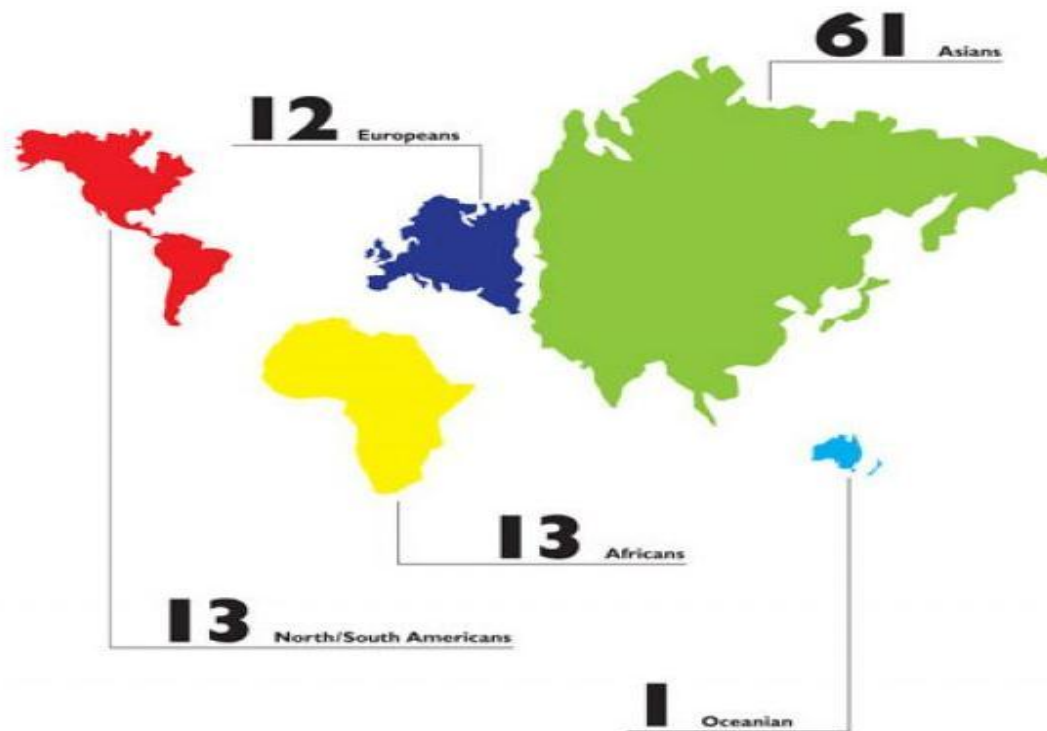 61 Asians
12 Europeans
13 Africans
13 North/South Americans
1 Oceanian